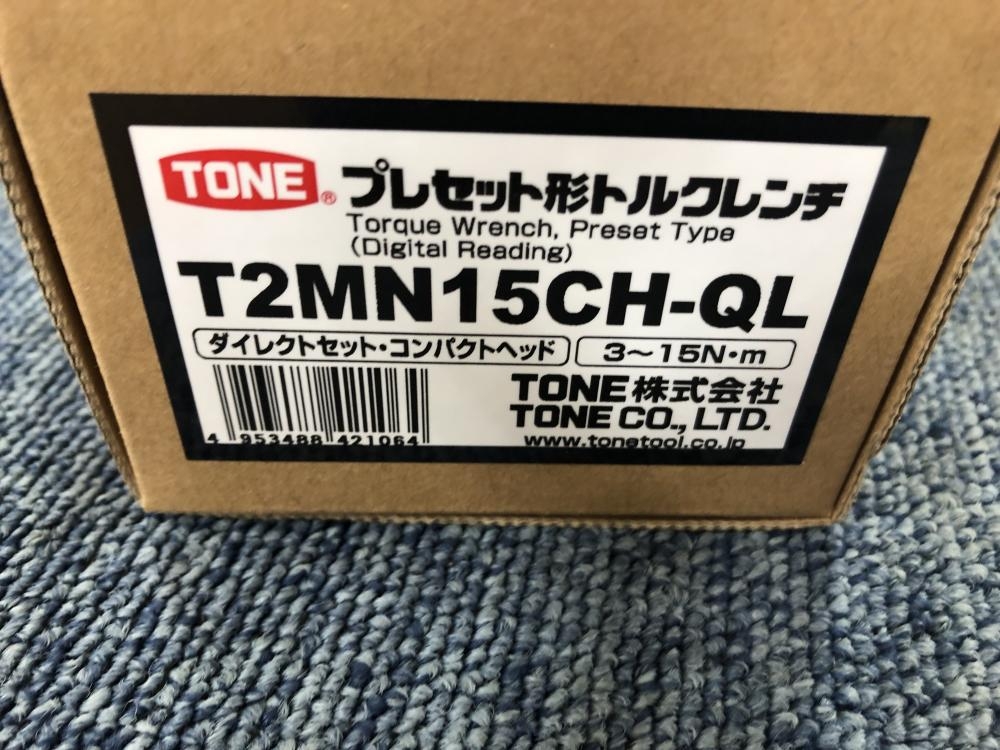 TONE® プレセット形トルクレンチ
Torque Wrench, Preset Type
(Digital Reading)
T2MN15CH-QL
ダイレクトセット・コンパクトヘッド 3～15N・m
TONE株式会社
TONE CO., LTD.
www.tonetool.co.jp
4 953488 421064